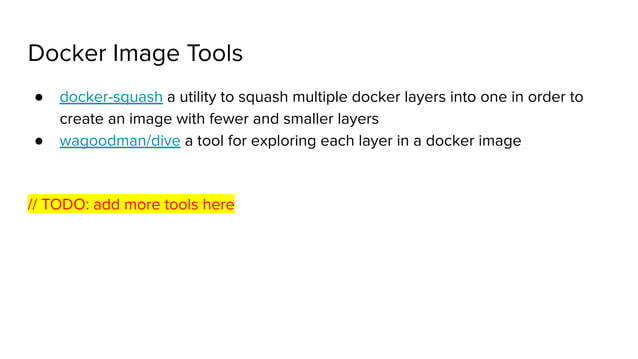 Docker Image Tools
● docker-squash a utility to squash multiple docker layers into one in order to
create an image with fewer and smaller layers
● wagoodman/dive a tool for exploring each layer in a docker image
// TODO: add more tools here